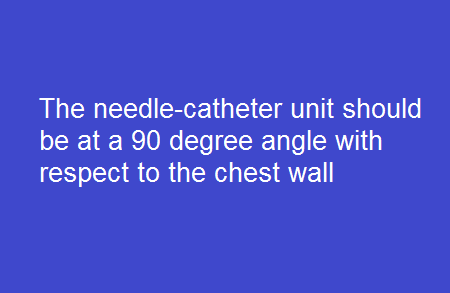 The needle-catheter unit should
be at a 90 degree angle with
respect to the chest wall